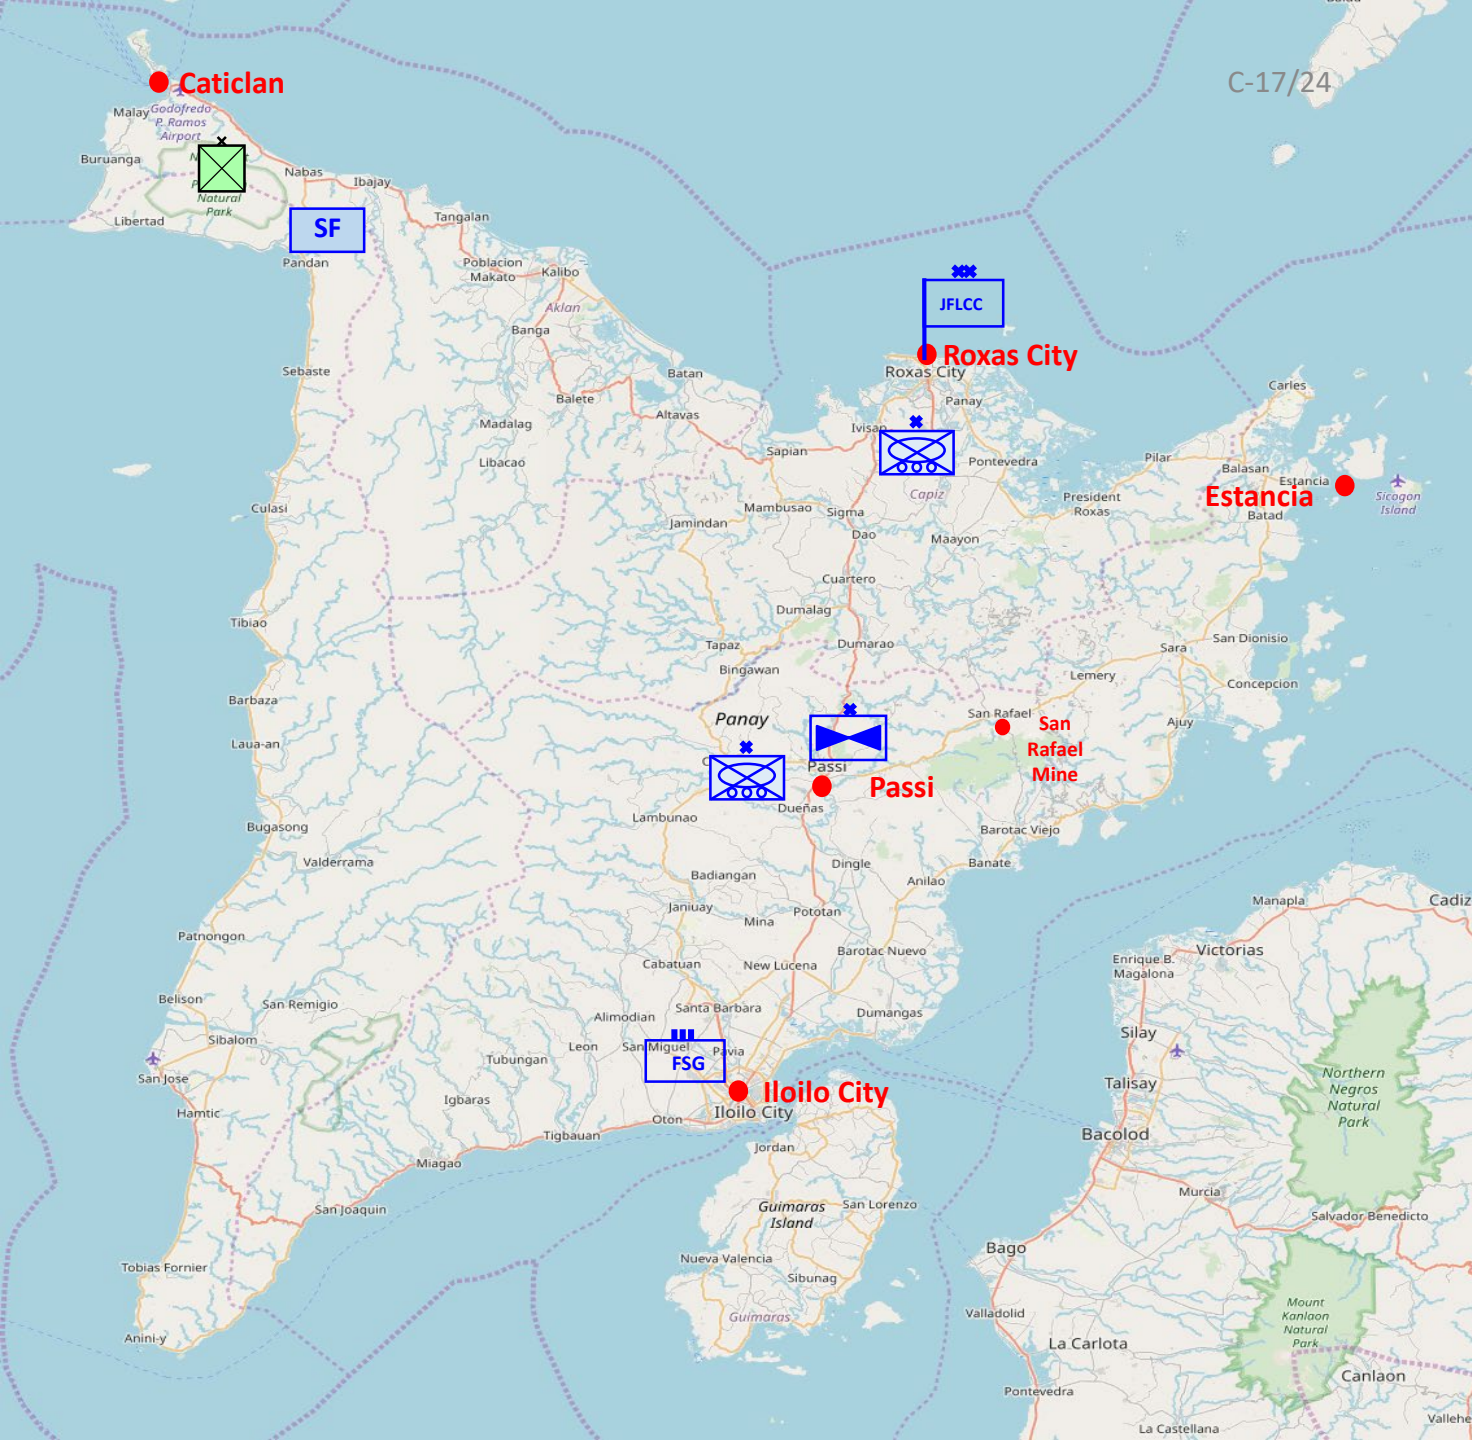 Caticlan
C-17/24
Malay
Godofredo
P. Ramos
Airport
Buruanga
Nabas
Ibajay
Natural
Park
Libertad
SF
Tangalan
Pandan
Poblacion
Makato
Kalibo
Aklan
Banga
JFLCC
Roxas City
Roxas City
Sebaste
Batan
Carles
Balete
Panay
Altavas
Madalag
Ivisan
Sapian
Pilar
Libacao
Pontevedra
Balasan
Estancia
Capiz
Estancia
Sicogon
Island
President
Roxas
Culasi
Mambusao
Sigma
Batad
Jamindan
Dao
Maayon
Cuartero
Dumalag
Tibiao
San Dionisio
Tapaz
Dumarao
Sara
Bingawan
Lemery
Concepcion
Barbaza
San Rafael
Panay
San
Rafael
Mine
Ajuy
Laua-an
Passi
Passi
Dueñas
Lambunao
Bugasong
Barotac Viejo
Valderrama
Dingle
Banate
Badiangan
Anilao
Manapla
Cadiz
Janiuay
Mina
Pototan
Patnongon
Barotac Nuevo
Victorias
Cabatuan
New Lucena
Enrique B.
Magalona
Belison
San Remigio
Santa Barbara
Alimodian
Dumangas
Sibalom
Leon
San Miguel
Pavia
Silay
Tubungan
FSG
San Jose
Northern
Negros
Natural
Park
Talisay
Igbaras
Iloilo City
Iloilo City
Hamtic
Oton
Tigbauan
Bacolod
Jordan
Miagao
Murcia
San Joaquin
Guimaras
Island
San Lorenzo
Salvador Benedicto
Bago
Nueva Valencia
Tobias Fornier
Sibunag
Mount
Kanlaon
Natural
Park
Guimaras
Valladolid
Anini-y
La Carlota
Canlaon
Pontevedra
La Castellana
Vallehe